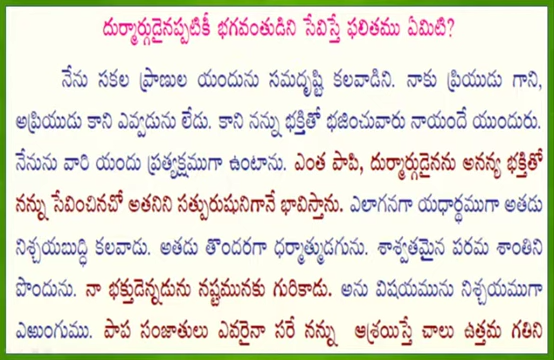 దుర్మార్గుడైనప్పటికీ భగవంతుడిని సేవిస్తే ఫలితము ఏమిటి?
నేను సకల ప్రాణుల యందును సమదృష్టి కలవాడిని. నాకు ప్రియుడు గాని,
అప్రియుడు కాని ఎవ్వడును లేడు. కాని నన్ను భక్తితో భజించువారు నాయందే యుందురు.
నేనును వారి యందు ప్రత్యక్షముగా ఉంటాను. ఎంత పాపి, దుర్మార్గుడైనను అనన్య భక్తితో
నన్ను సేవించినచో అతనిని సత్పురుషునిగానే భావిస్తాను. ఎలాగనగా యధార్థముగా అతడు
నిశ్చయబుద్ధి కలవాడు. అతడు తొందరగా ధర్మాత్ముడగును. శాశ్వతమైన పరమ శాంతిని
పొందును. నా భక్తుడెన్నడును నష్టమునకు గురికాడు. అను విషయమును నిశ్చయముగా
ఎఱుంగుము. పాప సంజాతులు ఎవరైనా సరే నన్ను ఆశ్రయిస్తే చాలు ఉత్తమ గతిని